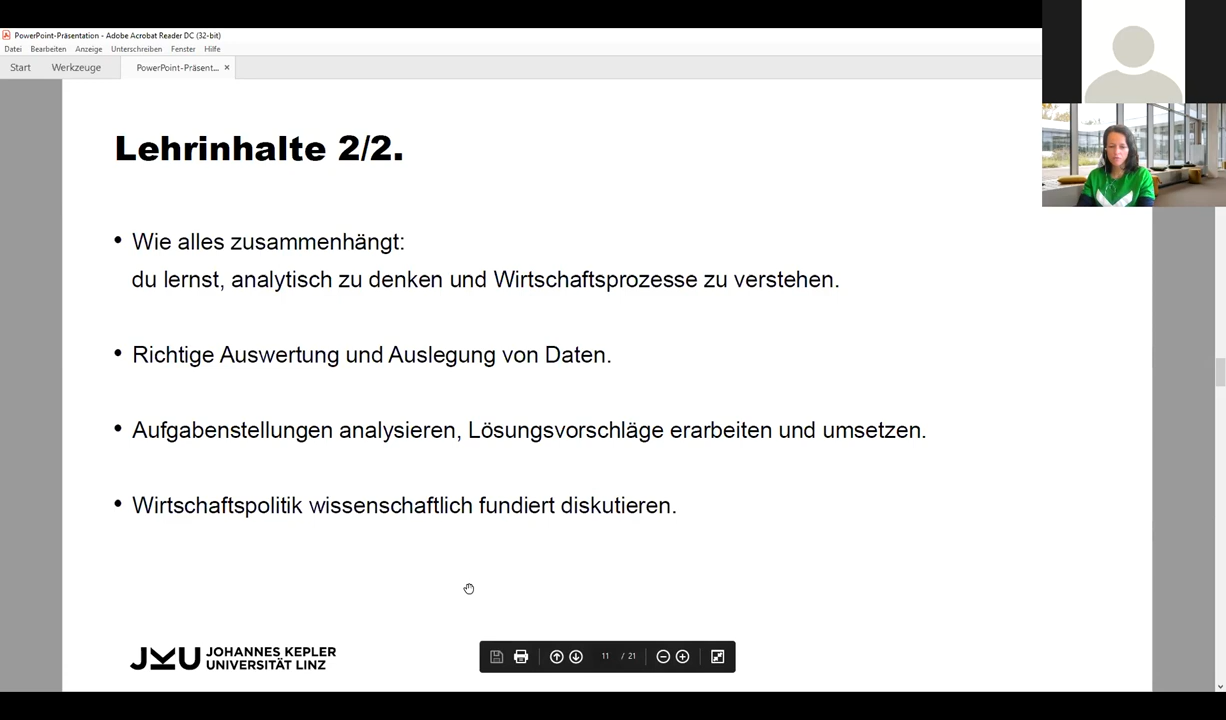 PowerPoint-Präsentation - Adobe Acrobat Reader DC (32-bit)
Datei Bearbeiten Anzeige Unterschreiben Fenster Hilfe
Start Werkzeuge PowerPoint-Präsent... ×
Lehrinhalte 2/2.
• Wie alles zusammenhängt:
du lernst, analytisch zu denken und Wirtschaftsprozesse zu verstehen.
• Richtige Auswertung und Auslegung von Daten.
• Aufgabenstellungen analysieren, Lösungsvorschläge erarbeiten und umsetzen.
• Wirtschaftspolitik wissenschaftlich fundiert diskutieren.
JKU JOHANNES KEPLER
UNIVERSITÄT LINZ
11 / 21